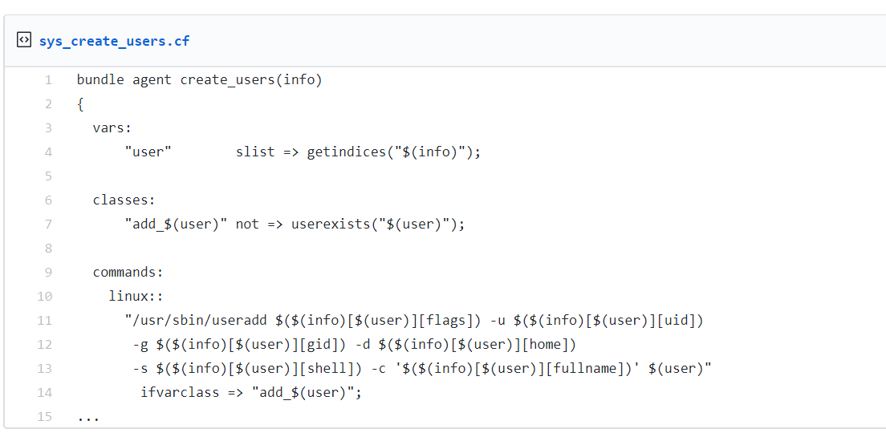 sys_create_users.cf
1 bundle agent create_users(info)
2 {
3 vars:
4 "user" slist => getindices("$(info)");
5
6 classes:
7 "add_$(user)" not => userexists("$(user)");
8
9 commands:
10 linux::
11 "/usr/sbin/useradd $($(info)[$(user)][flags]) -u $($(info)[$(user)][uid])
12 -g $($(info)[$(user)][gid]) -d $($(info)[$(user)][home])
13 -s $($(info)[$(user)][shell]) -c '$($(info)[$(user)][fullname])' $(user)"
14 ifvarclass => "add_$(user)";
15 ...